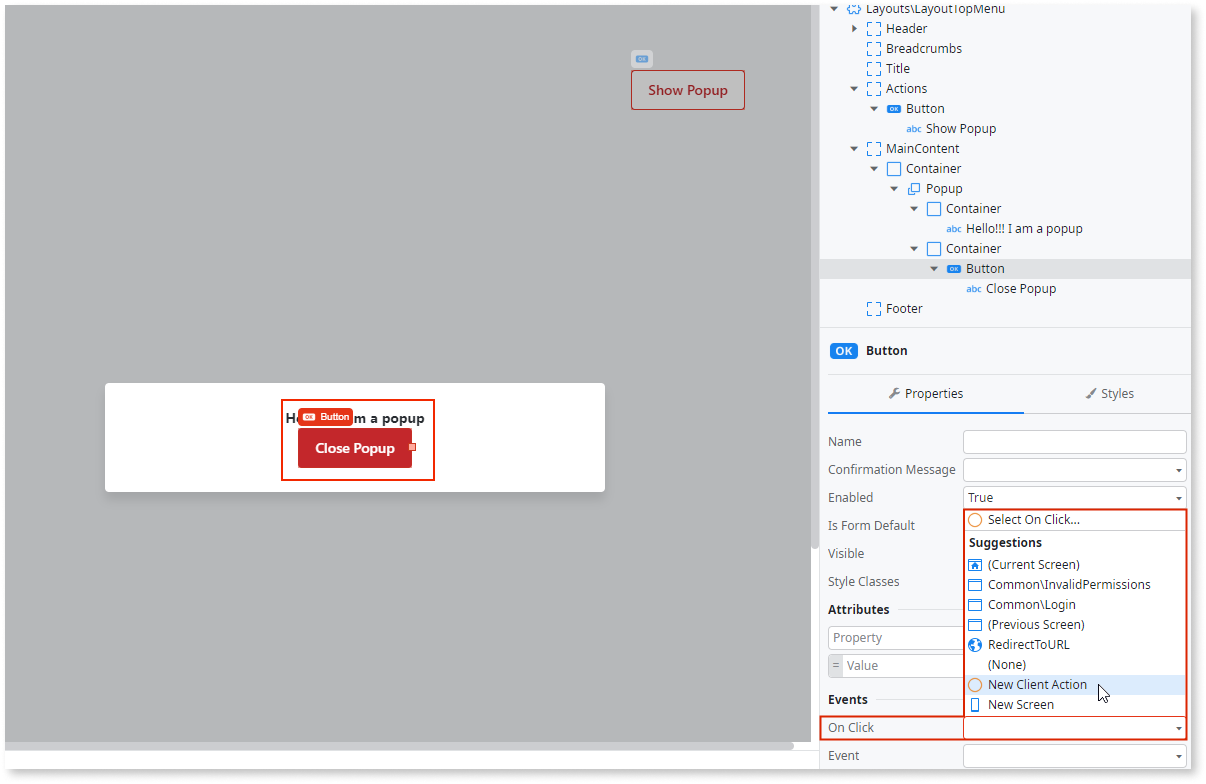 OK
Show Popup
Hello!!! I am a popup
OK Button
Close Popup
Layouts\LayoutTopMenu
Header
Breadcrumbs
Title
Actions
OK Button
abc Show Popup
MainContent
Container
Popup
Container
abc Hello!!! I am a popup
Container
OK Button
abc Close Popup
Footer
OK Button
Properties Styles
Name
Confirmation Message
Enabled True
Is Form Default
Visible
Style Classes
Attributes
Property
= Value
Events
On Click
Event
Select On Click...
Suggestions
(Current Screen)
Common\InvalidPermissions
Common\Login
(Previous Screen)
RedirectToURL
(None)
New Client Action
New Screen